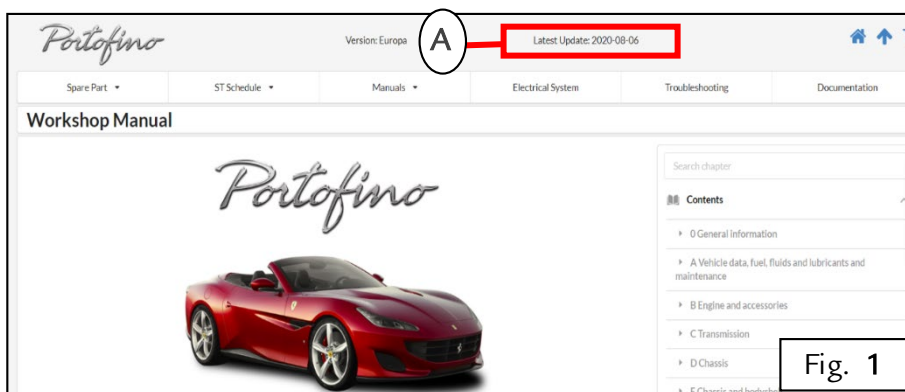 Portofino
Version: Europa
A
Latest Update: 2020-08-06
Spare Part
ST Schedule
Manuals
Electrical System
Troubleshooting
Documentation
Workshop Manual
Portofino
Search chapter
Contents
0 General information
A Vehicle data, fuel, fluids and lubricants and
maintenance
B Engine and accessories
C Transmission
D Chassis
E Chassis and
Fig. 1